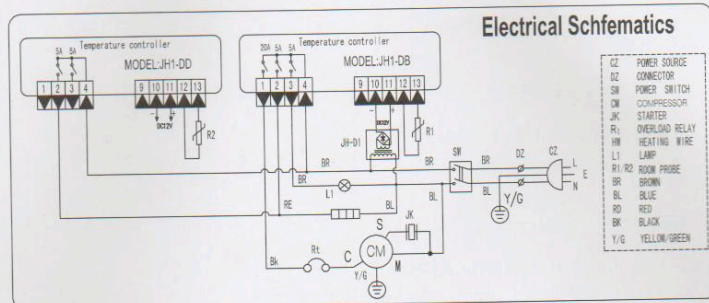 Electrical Schfematics
Temperature controller
5A 5A
MODEL:JH1-DD
1 2 3 4
9 10 11 12 13
- +
DC12V
R2
Temperature controller
20A 5A 5A
MODEL:JH1-DB
1 2 3 4
9 10 11 12 13
- +
DC12V
R1
JH-D1
BR
BR
SW
BR
DZ
CZ
L
E
N
BR
L1
BL
BL
BL
Y/G
RE
BL
S
JK
Rt
C
CM
M
Bk
Y/G
CZ POWER SOURCE
DZ CONNECTOR
SW POWER SWITCH
CM COMPRESSOR
JK STARTER
Rt OVERLOAD RELAY
HW HEATING WIRE
L1 LAMP
R1/R2 ROOM PROBE
BR BROWN
BL BLUE
RD RED
BK BLACK
Y/G YELLOW/GREEN